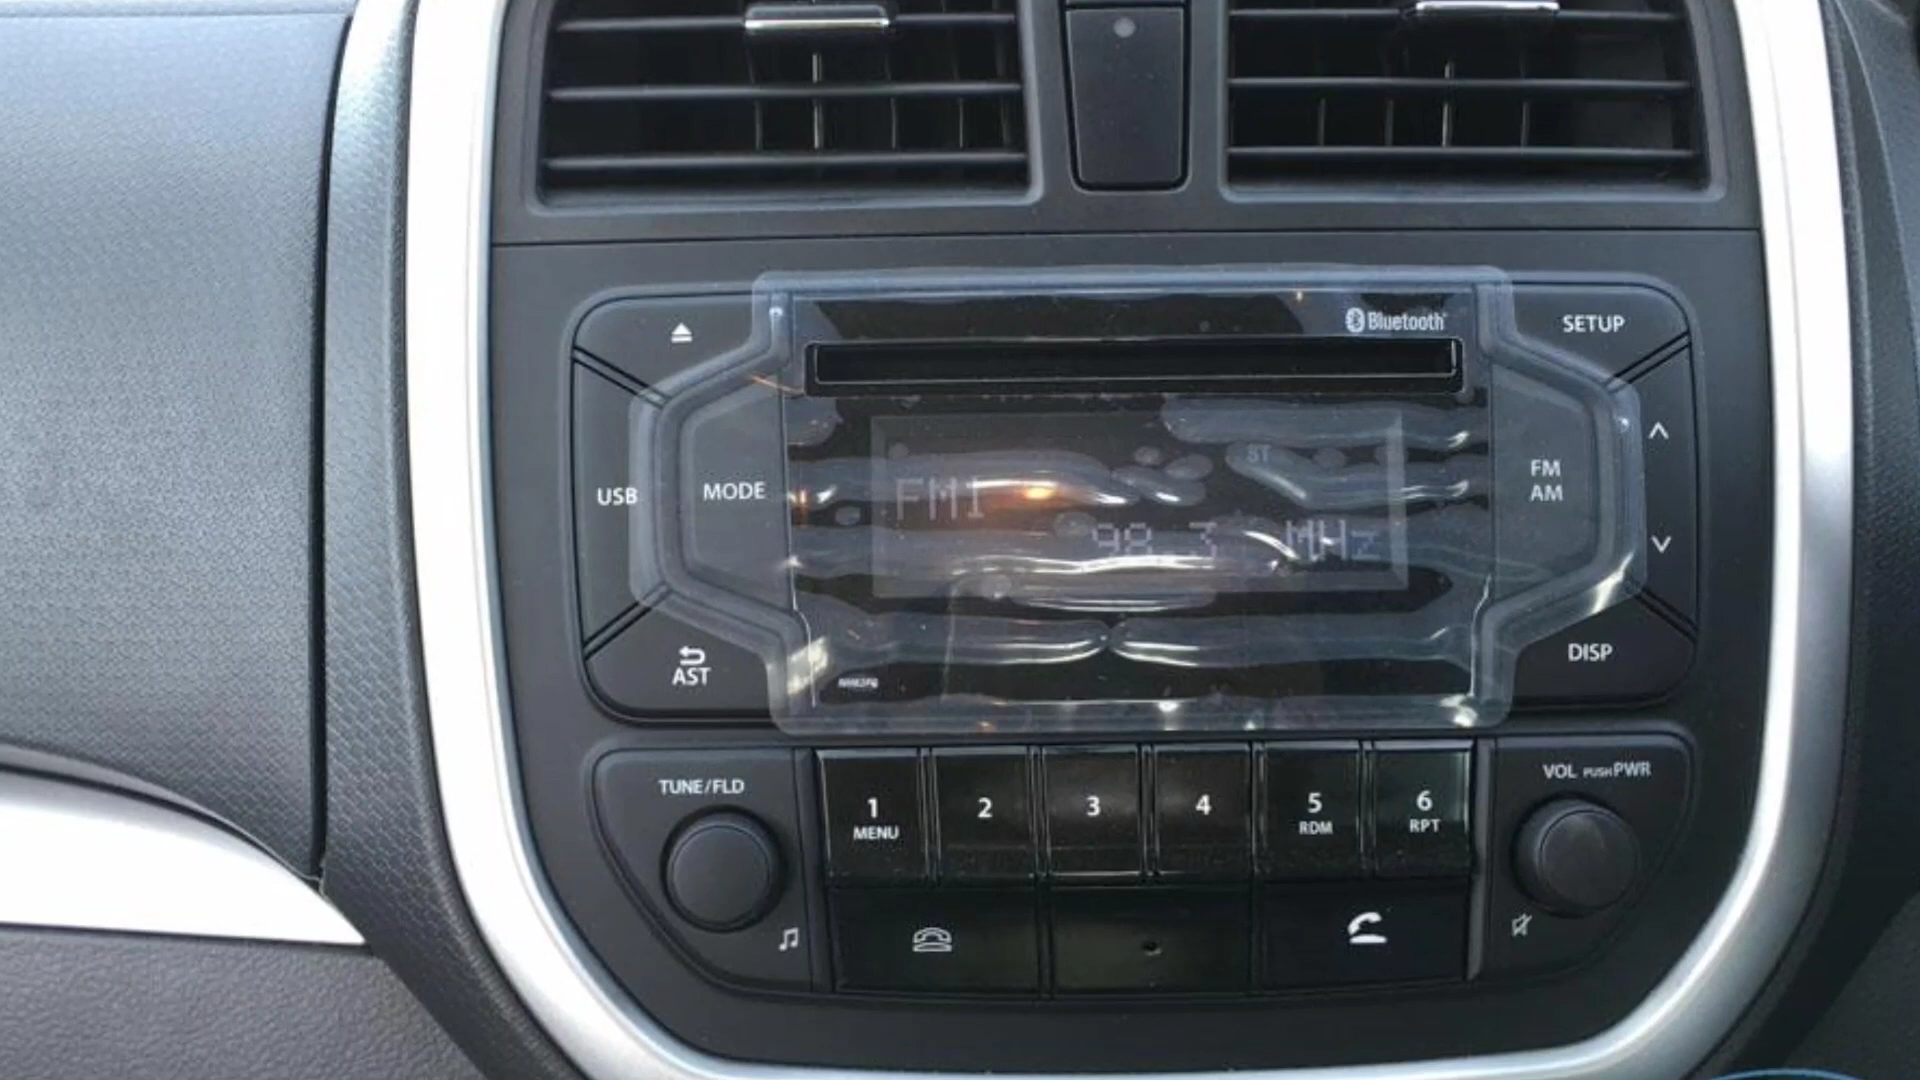 Bluetooth
SETUP
USB
MODE
FM
AM
ST
FM1
98.3 MHz
AST
DISP
TUNE/FLD
1
MENU
2
3
4
5
RDM
6
RPT
VOL PUSH PWR